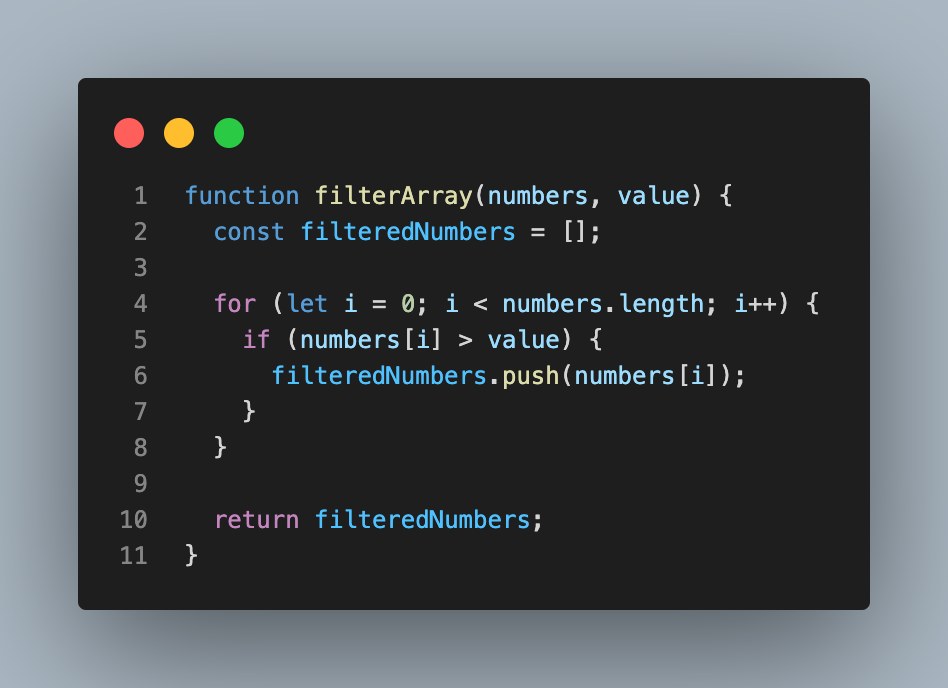 1 function filterArray(numbers, value) {
2   const filteredNumbers = [];
3
4   for (let i = 0; i < numbers.length; i++) {
5     if (numbers[i] > value) {
6       filteredNumbers.push(numbers[i]);
7     }
8   }
9
10   return filteredNumbers;
11 }